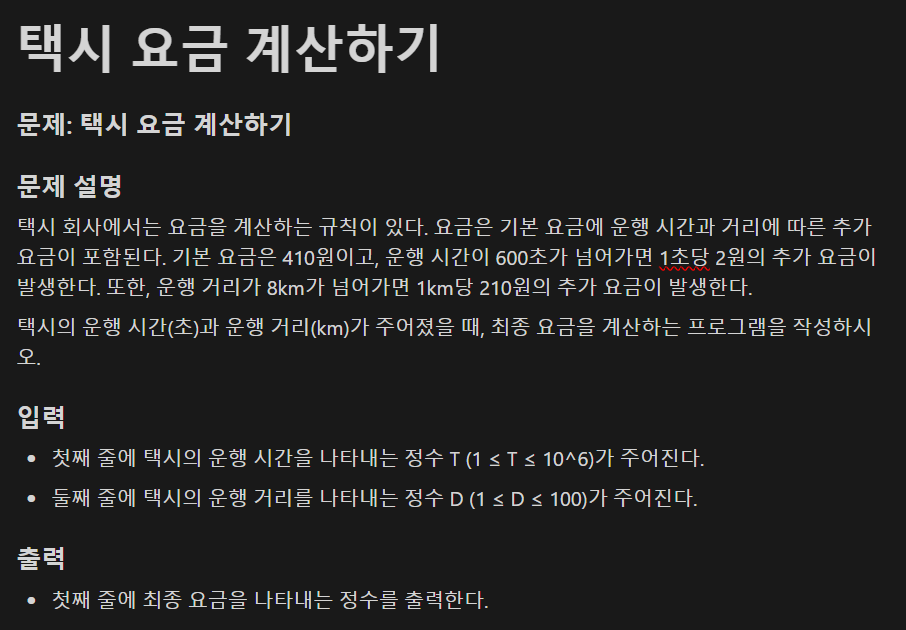 택시 요금 계산하기
문제: 택시 요금 계산하기
문제 설명
택시 회사에서는 요금을 계산하는 규칙이 있다. 요금은 기본 요금에 운행 시간과 거리에 따른 추가
요금이 포함된다. 기본 요금은 410원이고, 운행 시간이 600초가 넘어가면 1초당 2원의 추가 요금이
발생한다. 또한, 운행 거리가 8km가 넘어가면 1km당 210원의 추가 요금이 발생한다.
택시의 운행 시간(초)과 운행 거리(km)가 주어졌을 때, 최종 요금을 계산하는 프로그램을 작성하시
오.
입력
• 첫째 줄에 택시의 운행 시간을 나타내는 정수 T (1 ≤ T ≤ 10^6)가 주어진다.
• 둘째 줄에 택시의 운행 거리를 나타내는 정수 D (1 ≤ D ≤ 100)가 주어진다.
출력
• 첫째 줄에 최종 요금을 나타내는 정수를 출력한다.